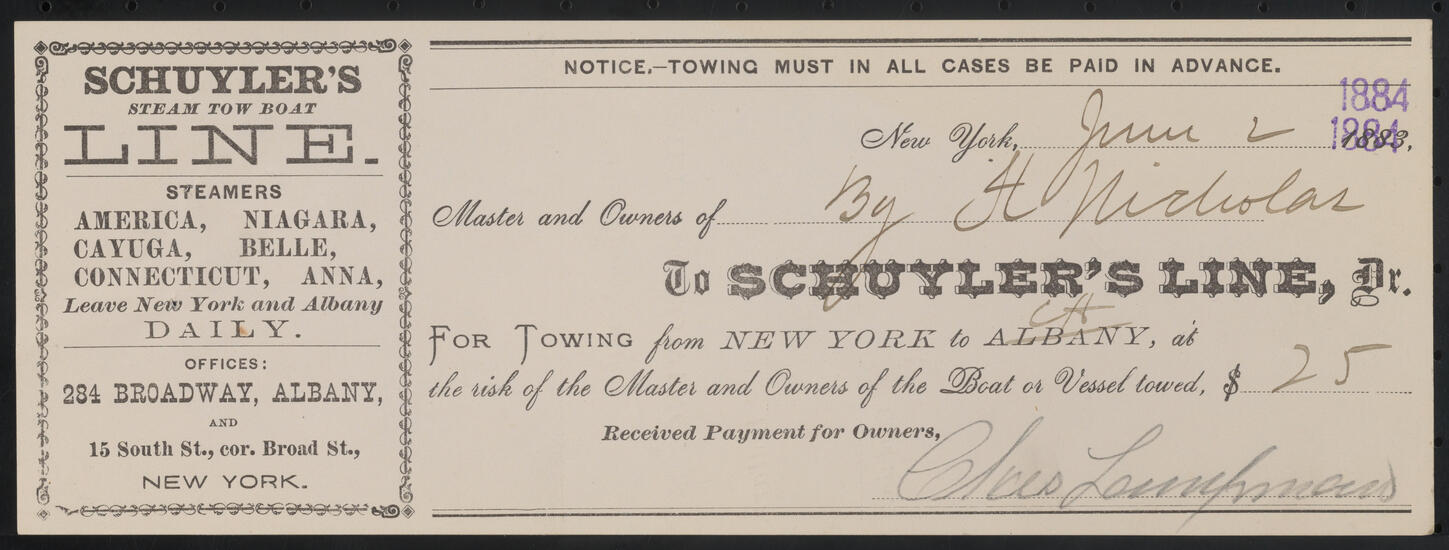 SCHUYLER'S
STEAM TOW BOAT
LINE.
STEAMERS
AMERICA, NIAGARA,
CAYUGA, BELLE,
CONNECTICUT, ANNA,
Leave New York and Albany
DAILY.
OFFICES:
284 BROADWAY, ALBANY,
AND
15 South St., cor. Broad St.,
NEW YORK.
NOTICE.—TOWING MUST IN ALL CASES BE PAID IN ADVANCE.
1884
New York, June 2 1883,
1884
Master and Owners of By H Nicholas
To SCHUYLER'S LINE, Dr.
FOR TOWING from NEW YORK to ALBANY, at
the risk of the Master and Owners of the Boat or Vessel towed, $ 25
Received Payment for Owners,
Chas